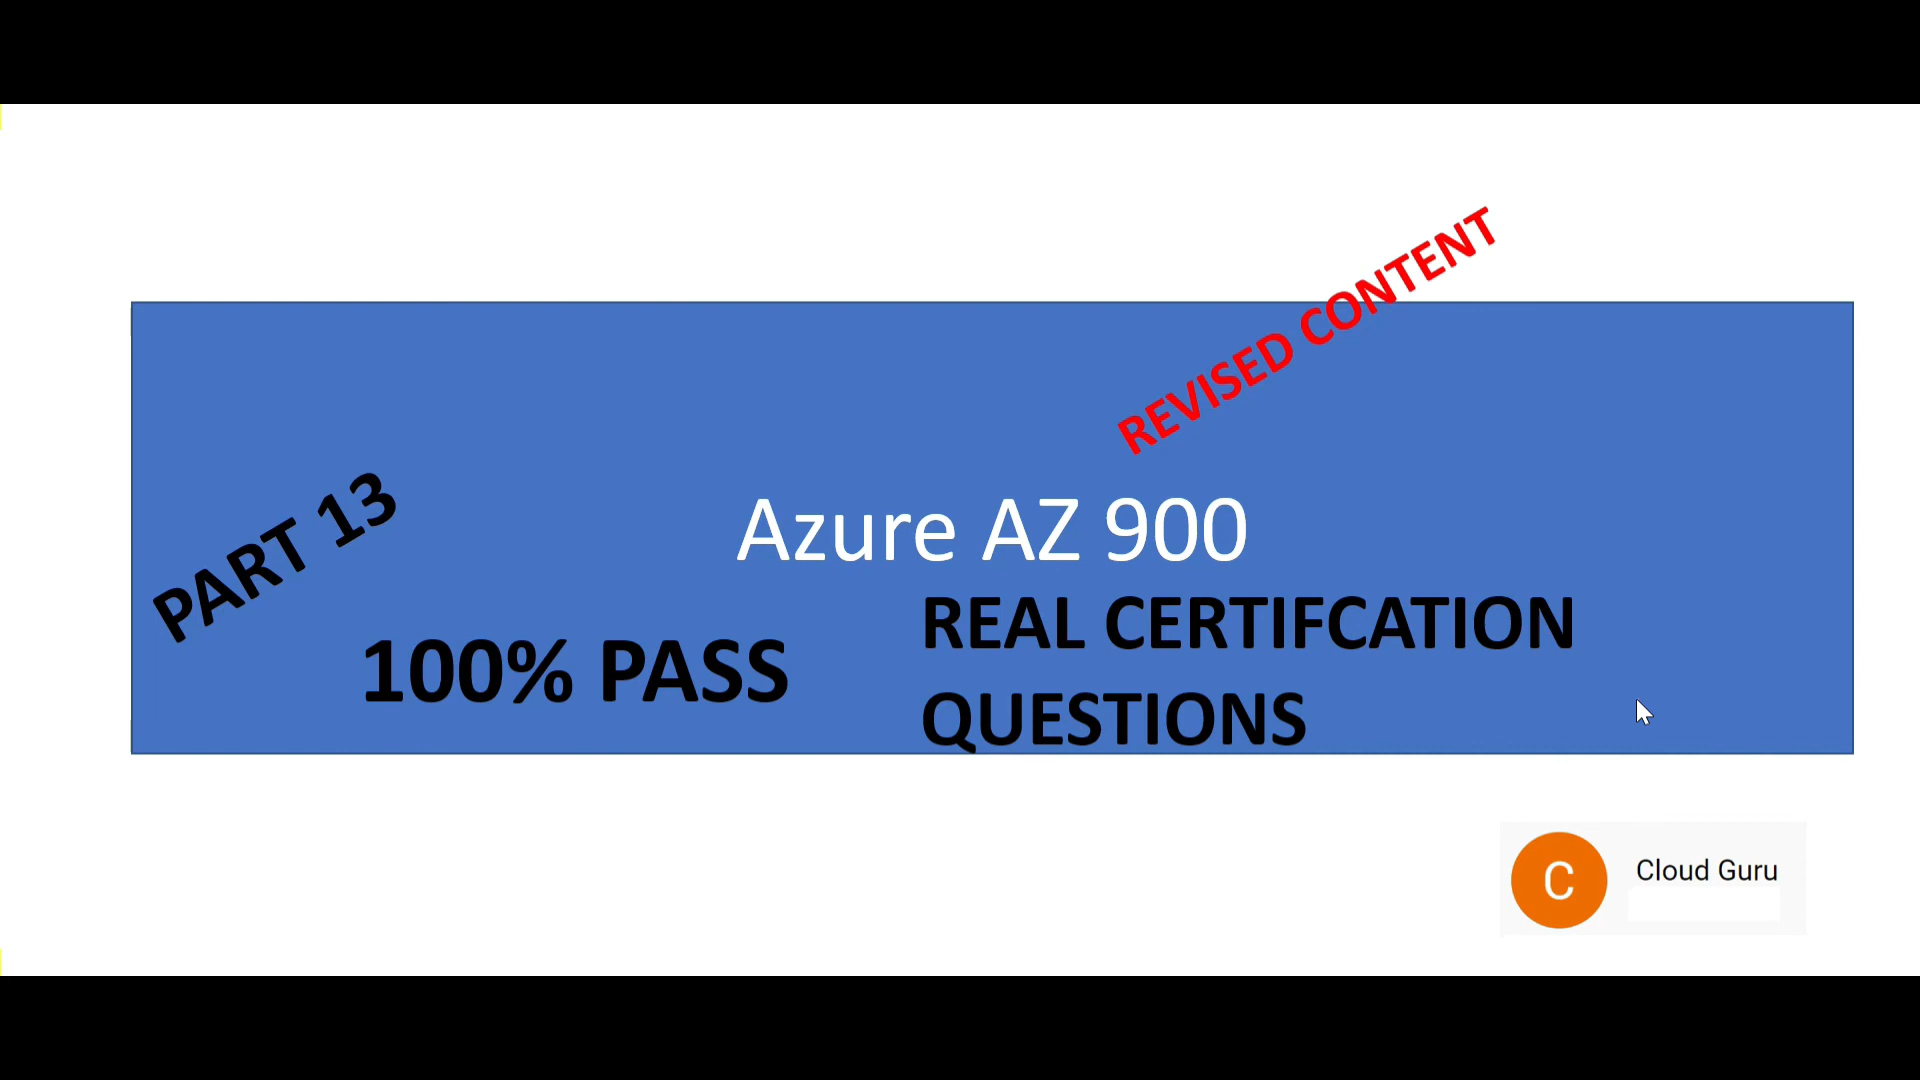 REVISED CONTENT
PART 13
Azure AZ 900
REAL CERTIFCATION
100% PASS
QUESTIONS
C
Cloud Guru